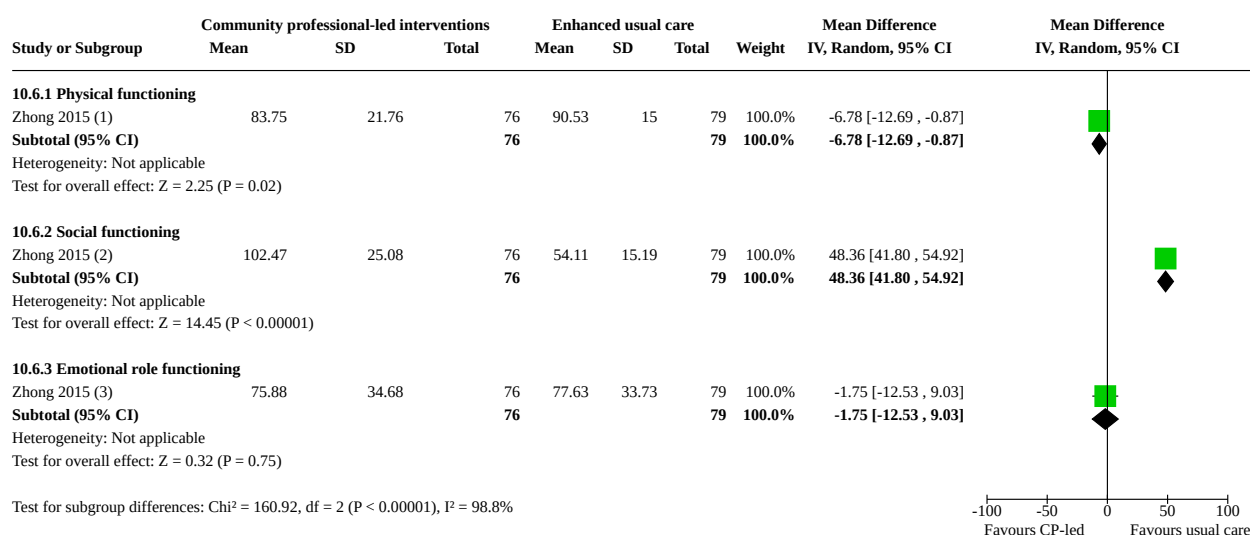 Community professional-led interventions Enhanced usual care Mean Difference Mean Difference
Study or Subgroup Mean SD Total Mean SD Total Weight IV, Random, 95% CI IV, Random, 95% CI
10.6.1 Physical functioning
Zhong 2015 (1) 83.75 21.76 76 90.53 15 79 100.0% -6.78 [-12.69 , -0.87]
Subtotal (95% CI) 76 79 100.0% -6.78 [-12.69 , -0.87]
Heterogeneity: Not applicable
Test for overall effect: Z = 2.25 (P = 0.02)
10.6.2 Social functioning
Zhong 2015 (2) 102.47 25.08 76 54.11 15.19 79 100.0% 48.36 [41.80 , 54.92]
Subtotal (95% CI) 76 79 100.0% 48.36 [41.80 , 54.92]
Heterogeneity: Not applicable
Test for overall effect: Z = 14.45 (P < 0.00001)
10.6.3 Emotional role functioning
Zhong 2015 (3) 75.88 34.68 76 77.63 33.73 79 100.0% -1.75 [-12.53 , 9.03]
Subtotal (95% CI) 76 79 100.0% -1.75 [-12.53 , 9.03]
Heterogeneity: Not applicable
Test for overall effect: Z = 0.32 (P = 0.75)
Test for subgroup differences: Chi² = 160.92, df = 2 (P < 0.00001), I² = 98.8%
-100 -50 0 50 100
Favours CP-led Favours usual care